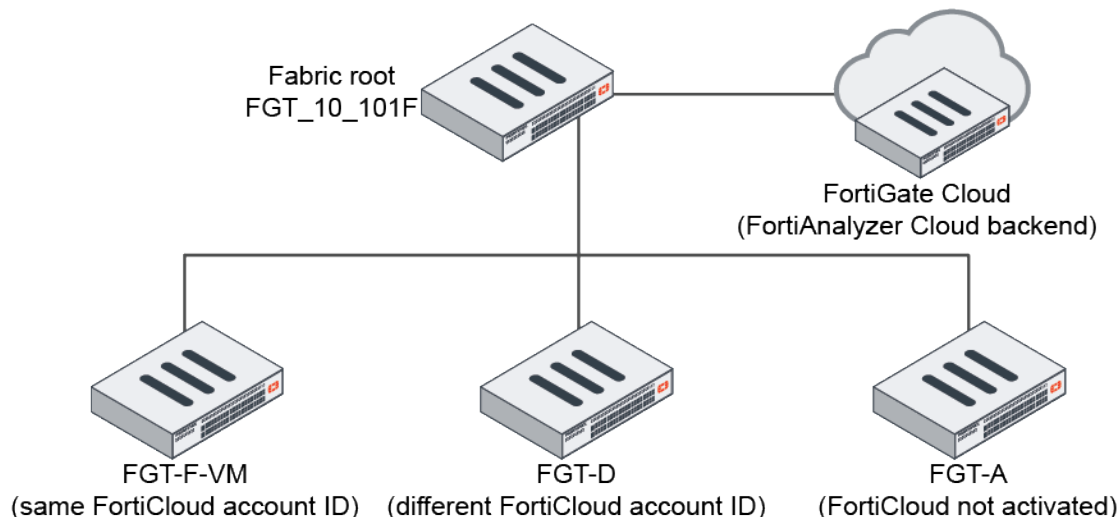 Fabric root
FGT_10_101F
FortiGate Cloud
(FortiAnalyzer Cloud backend)
FGT-F-VM
(same FortiCloud account ID)
FGT-D
(different FortiCloud account ID)
FGT-A
(FortiCloud not activated)